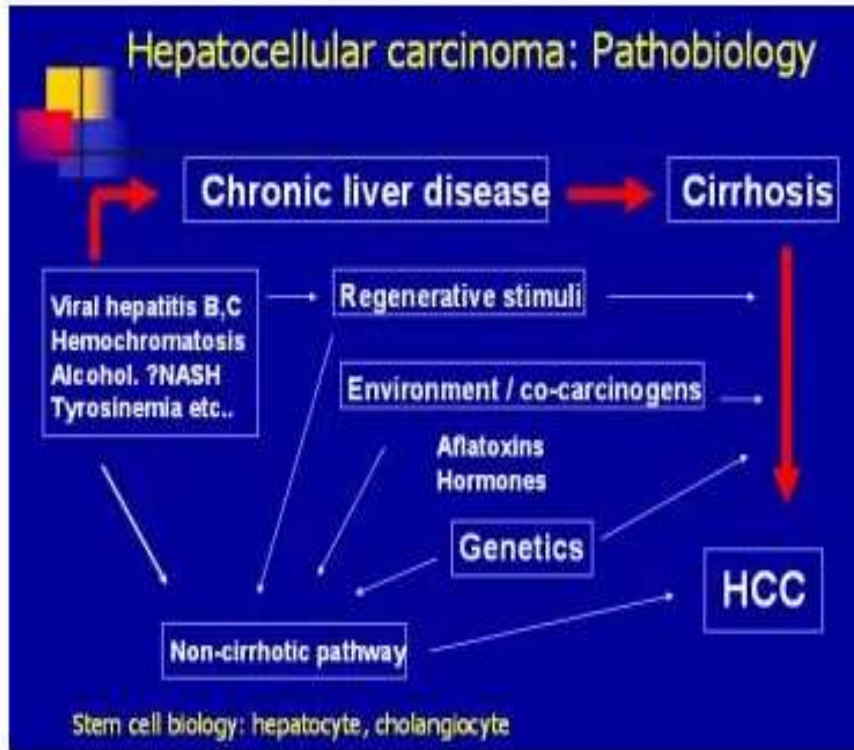 Hepatocellular carcinoma: Pathobiology
Chronic liver disease
Cirrhosis
Viral hepatitis B,C
Hemochromatosis
Alcohol. ?NASH
Tyrosinemia etc..
Regenerative stimuli
Environment / co-carcinogens
Aflatoxins
Hormones
Genetics
HCC
Non-cirrhotic pathway
Stem cell biology: hepatocyte, cholangiocyte